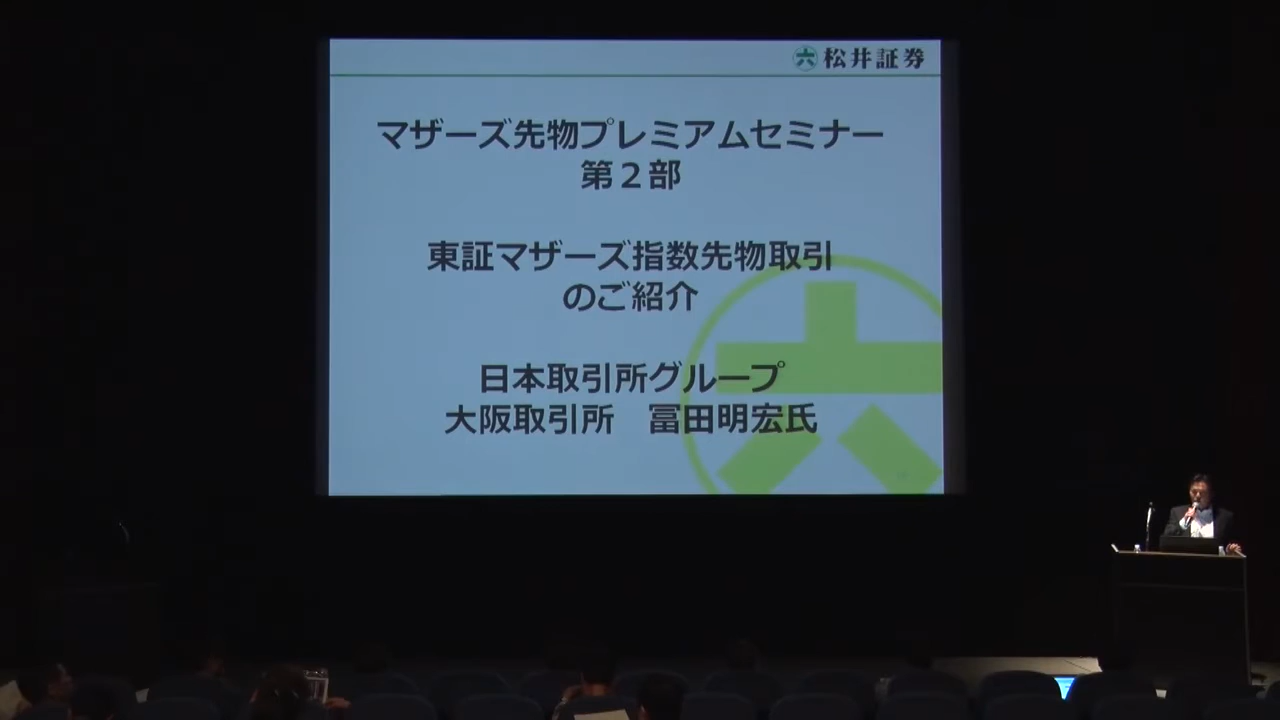 松井証券
マザーズ先物プレミアムセミナー
第２部
東証マザーズ指数先物取引
のご紹介
日本取引所グループ
大阪取引所　冨田明宏氏